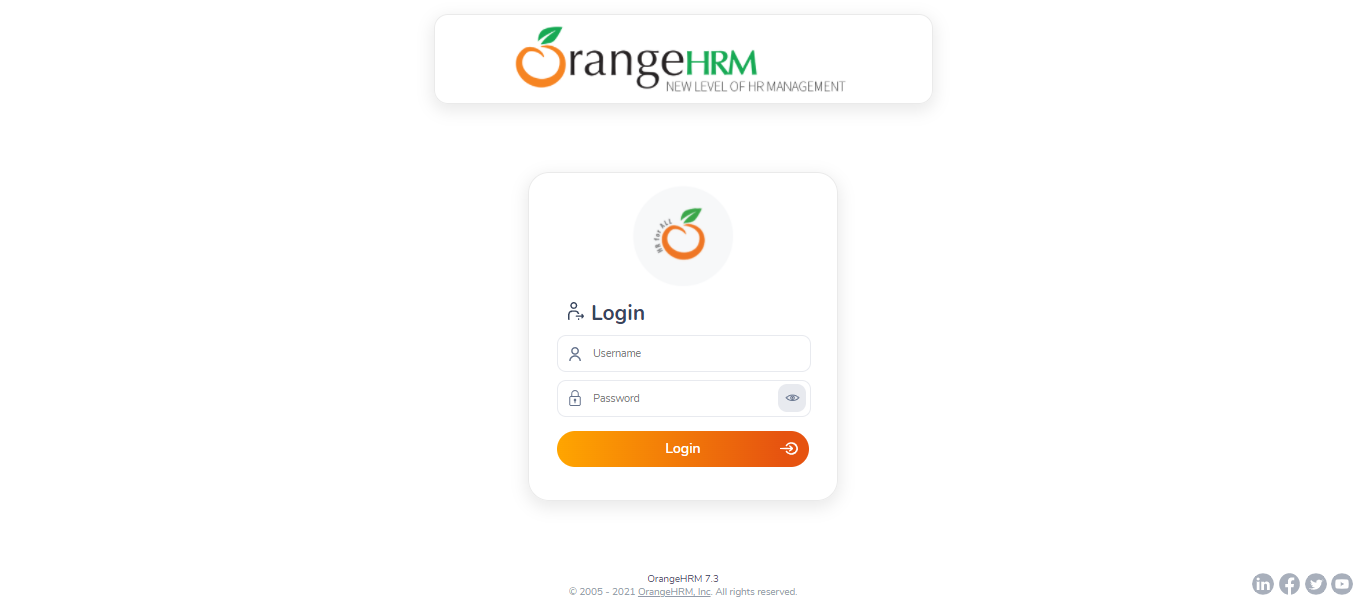 OrangeHRM
NEW LEVEL OF HR MANAGEMENT
HR for ALL
Login
Username
Password
Login
OrangeHRM 7.3
© 2005 - 2021 OrangeHRM, Inc. All rights reserved.